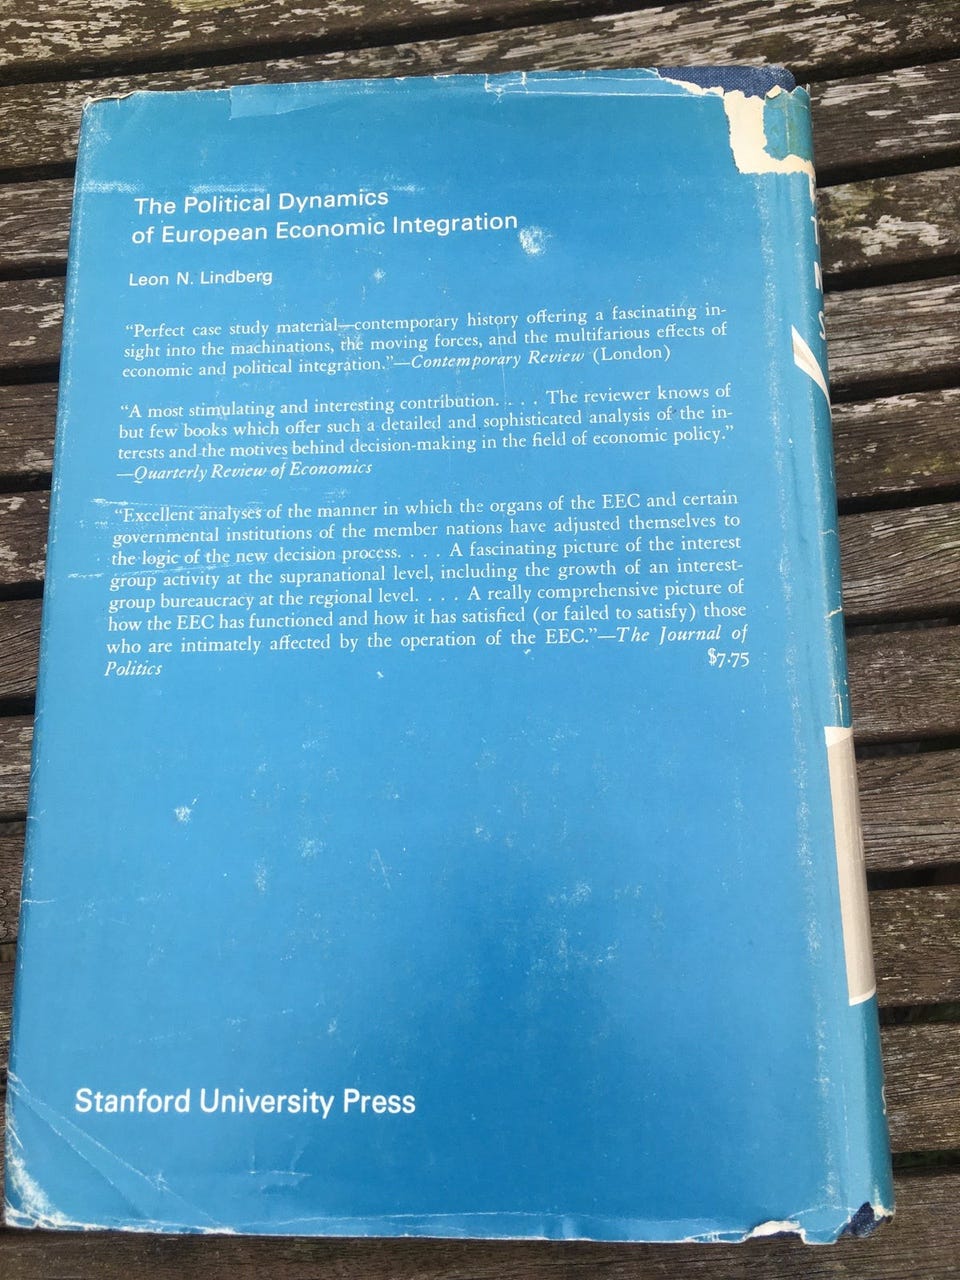 The Political Dynamics
of European Economic Integration
Leon N. Lindberg
“Perfect case study material—contemporary history offering a fascinating in-
sight into the machinations, the moving forces, and the multifarious effects of
economic and political integration.”—Contemporary Review (London)
“A most stimulating and interesting contribution. . . . The reviewer knows of
but few books which offer such a detailed and sophisticated analysis of the in-
terests and the motives behind decision-making in the field of economic policy.”
—Quarterly Review of Economics
“Excellent analyses of the manner in which the organs of the EEC and certain
governmental institutions of the member nations have adjusted themselves to
the logic of the new decision process. . . . A fascinating picture of the interest
group activity at the supranational level, including the growth of an interest-
group bureaucracy at the regional level. . . . A really comprehensive picture of
how the EEC has functioned and how it has satisfied (or failed to satisfy) those
who are intimately affected by the operation of the EEC.”—The Journal of
Politics $7.75
Stanford University Press